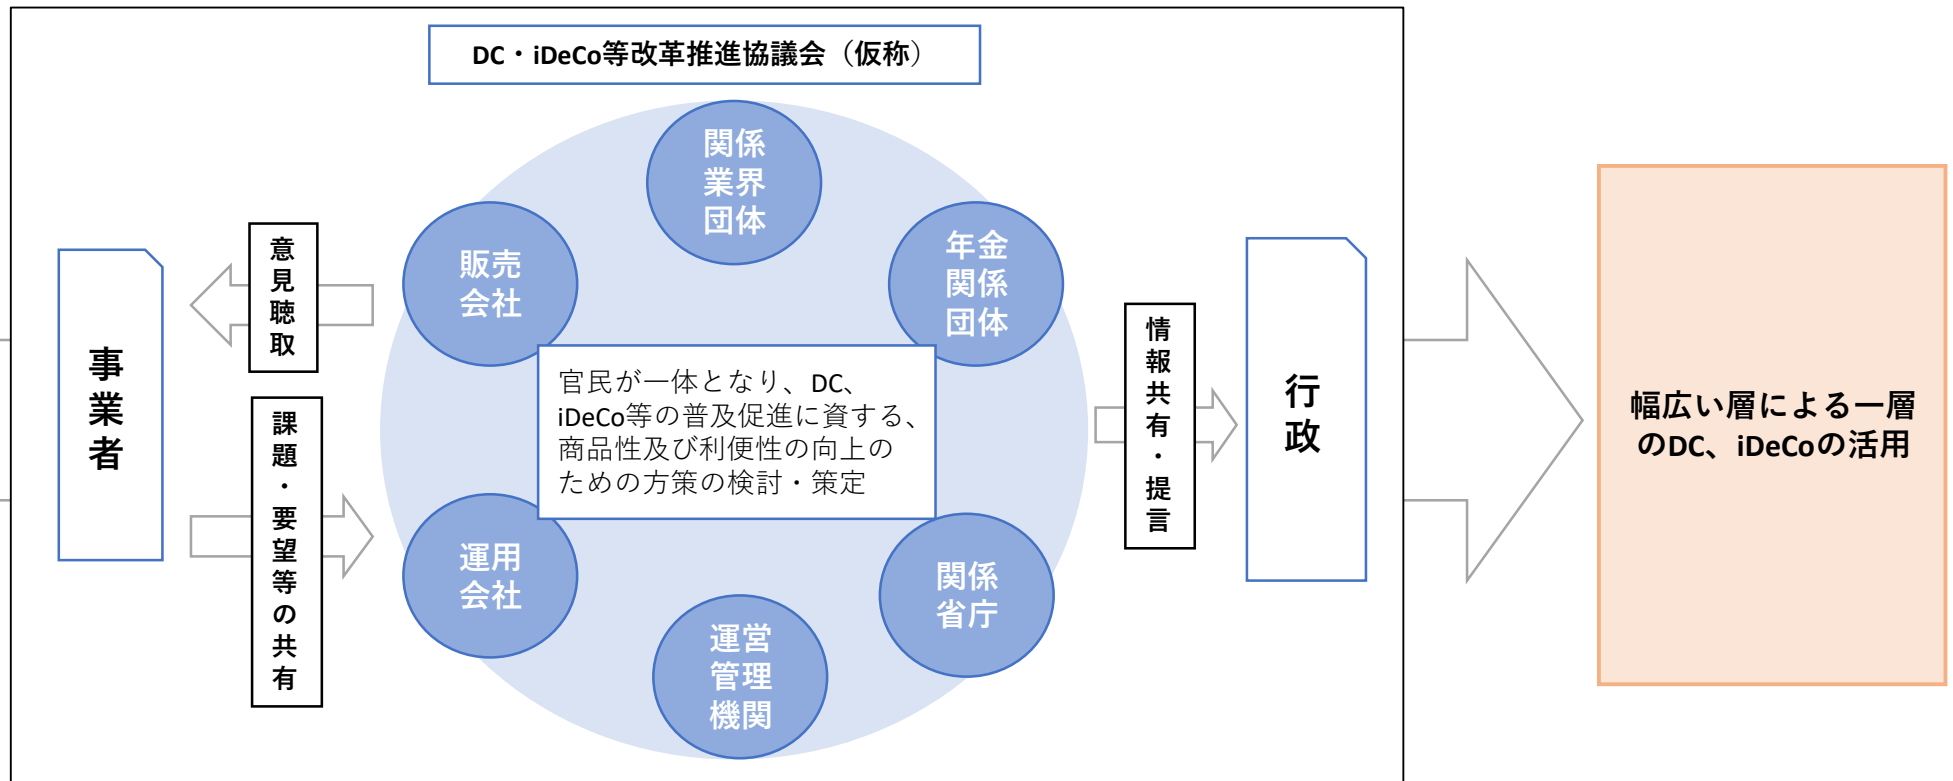 DC・iDeCo等改革推進協議会（仮称）
事業者
意見聴取
課題・要望等の共有
関係
業界
団体
販売
会社
年金
関係
団体
官民が一体となり、DC、
iDeCo等の普及促進に資する、
商品性及び利便性の向上の
ための方策の検討・策定
運用
会社
運営
管理
機関
関係
省庁
情報共有・提言
行政
幅広い層による一層
のDC、iDeCoの活用